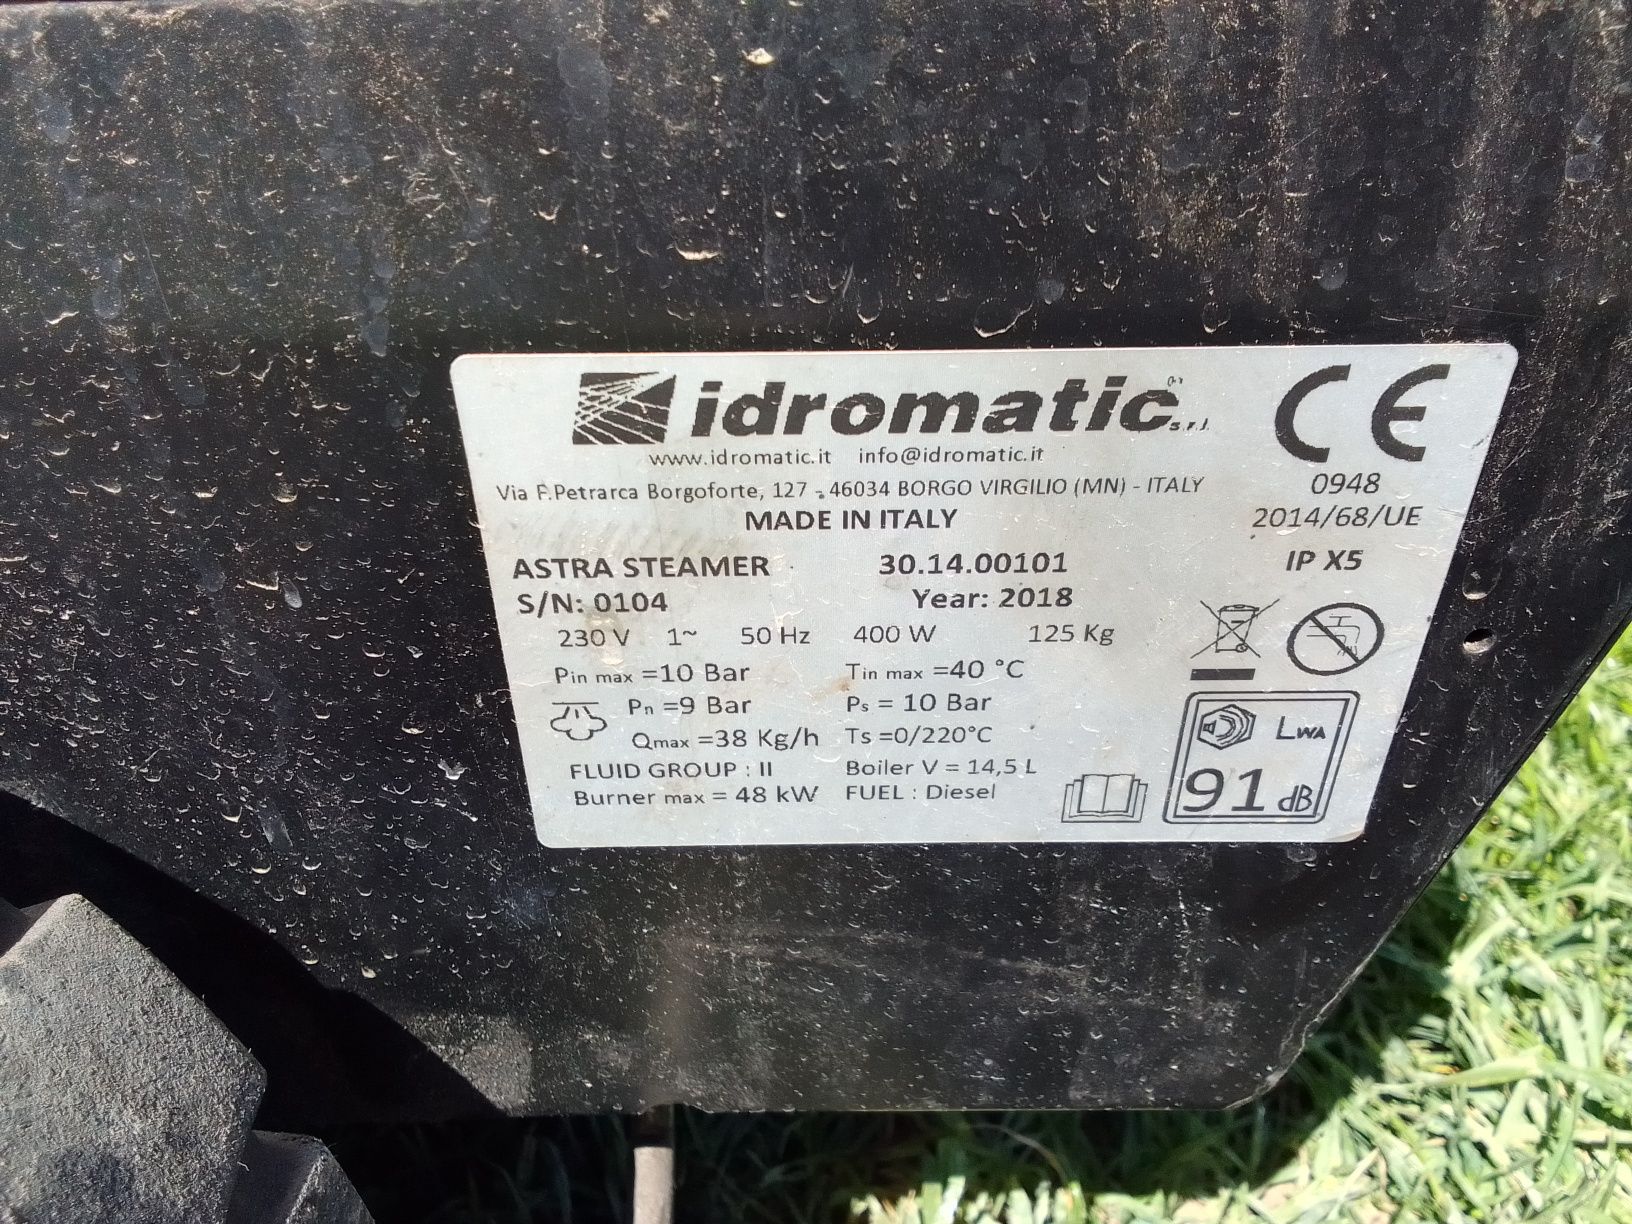 idromatic s.r.l.
CE
www.idromatic.it info@idromatic.it
0948
Via F.Petrarca Borgoforte, 127 - 46034 BORGO VIRGILIO (MN) - ITALY
2014/68/UE
MADE IN ITALY
IP X5
ASTRA STEAMER 30.14.00101
S/N: 0104 Year: 2018
230 V 1~ 50 Hz 400 W 125 Kg
Pin max =10 Bar Tin max =40 °C
Pn =9 Bar Ps = 10 Bar
Qmax =38 Kg/h Ts =0/220°C
FLUID GROUP : II Boiler V = 14,5 L
Burner max = 48 kW FUEL : Diesel
LWA
91 dB